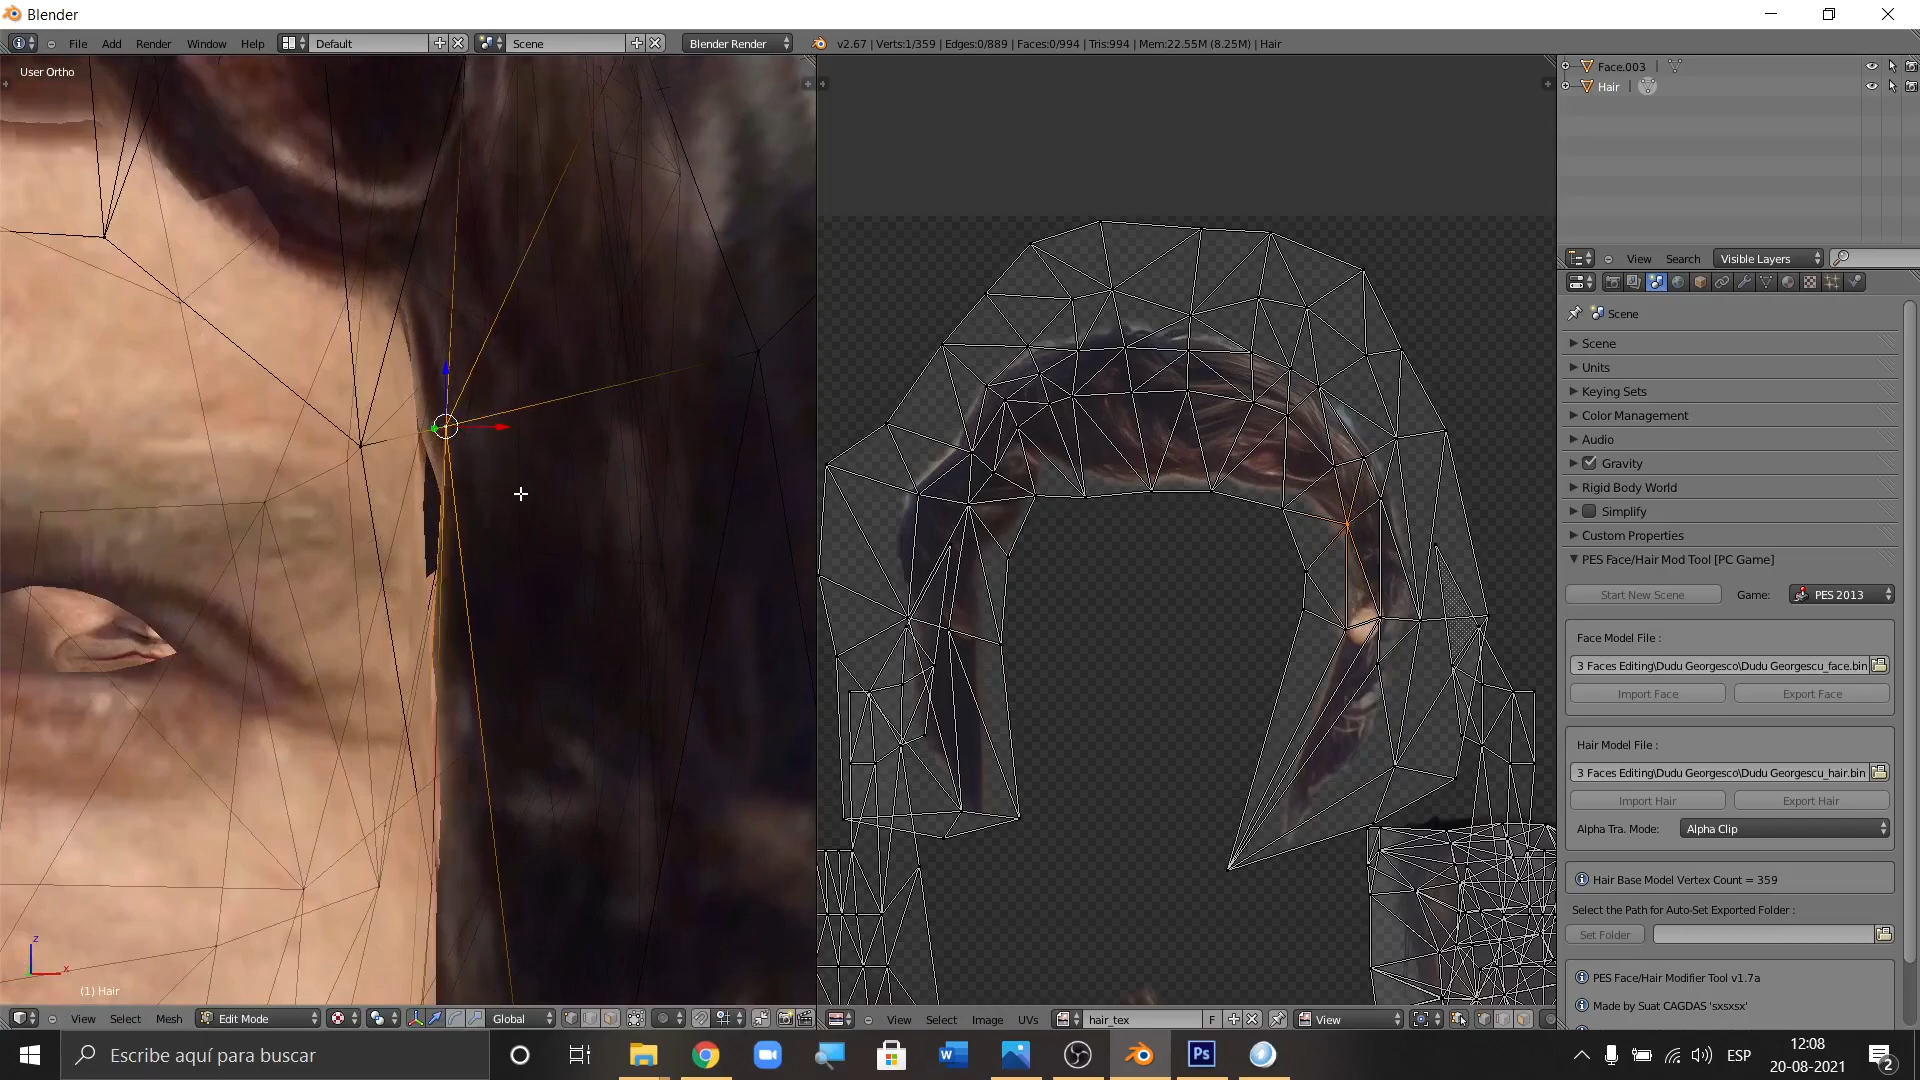 Blender
File Add Render Window Help Default Scene Blender Render v2.67 | Verts:1/359 | Edges:0/889 | Faces:0/994 | Tris:994 | Mem:22.55M (8.25M) | Hair
User Ortho
Face.003
Hair
View Search Visible Layers
Scene
Scene
Units
Keying Sets
Color Management
Audio
Gravity
Rigid Body World
Simplify
Custom Properties
PES Face/Hair Mod Tool [PC Game]
Start New Scene Game: PES 2013
Face Model File :
3 Faces Editing\Dudu Georgesco\Dudu Georgescu_face.bin
Import Face Export Face
Hair Model File :
3 Faces Editing\Dudu Georgesco\Dudu Georgescu_hair.bin
Import Hair Export Hair
Alpha Tra. Mode: Alpha Clip
Hair Base Model Vertex Count = 359
Select the Path for Auto-Set Exported Folder :
Set Folder
PES Face/Hair Modifier Tool v1.7a
Made by Suat CAGDAS 'sxsxsx'
z
x
(1) Hair
View Select Mesh Edit Mode Global
View Select Image UVs hair_tex F View
Escribe aquí para buscar
W
Ps
ESP
12:08
20-08-2021
2